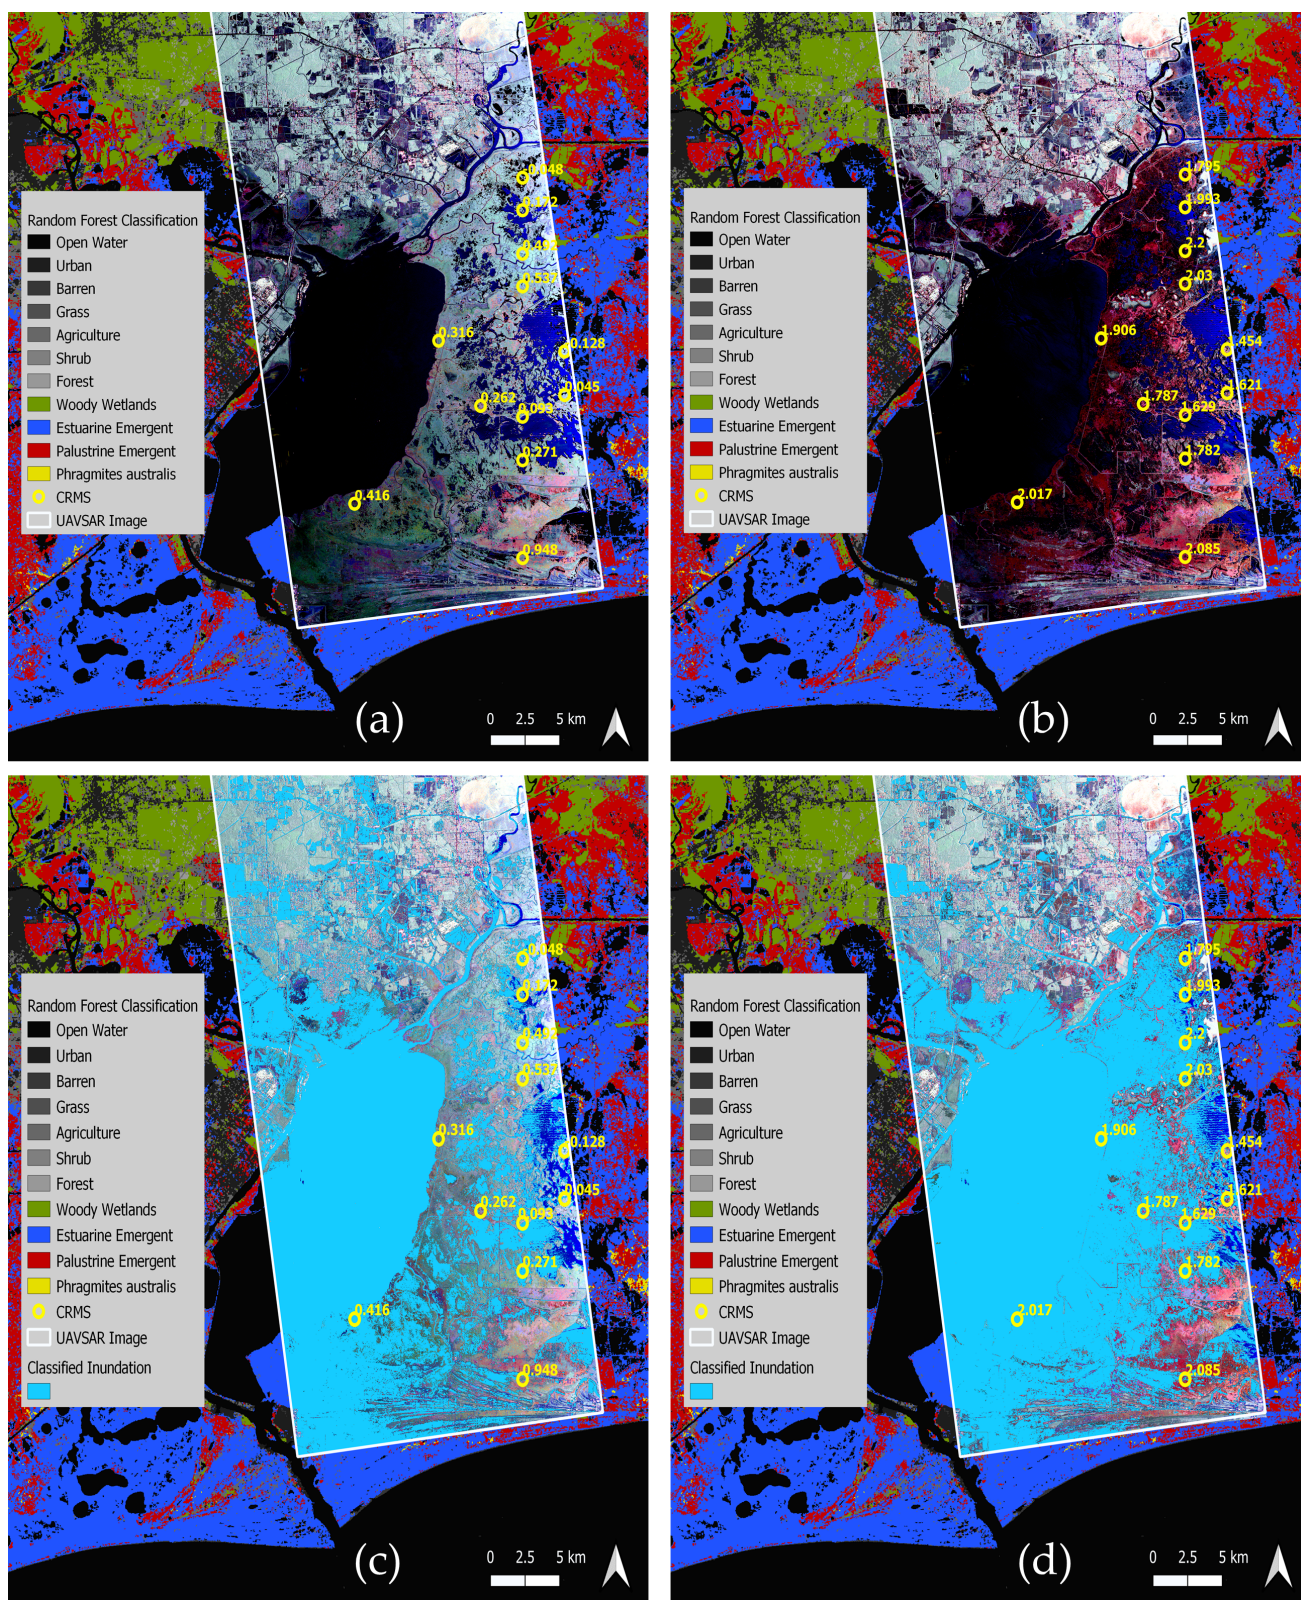 0.048
0.172
0.492
0.537
0.316
0.128
0.045
0.262
0.093
0.271
0.416
0.948
Random Forest Classification
Open Water
Urban
Barren
Grass
Agriculture
Shrub
Forest
Woody Wetlands
Estuarine Emergent
Palustrine Emergent
Phragmites australis
CRMS
UAVSAR Image
(a)
0 2.5 5 km
1.795
1.993
2.2
2.03
1.906
1.454
1.621
1.787
1.629
1.782
2.017
2.085
Random Forest Classification
Open Water
Urban
Barren
Grass
Agriculture
Shrub
Forest
Woody Wetlands
Estuarine Emergent
Palustrine Emergent
Phragmites australis
CRMS
UAVSAR Image
(b)
0 2.5 5 km
0.048
0.172
0.492
0.537
0.316
0.128
0.045
0.262
0.093
0.271
0.416
0.948
Random Forest Classification
Open Water
Urban
Barren
Grass
Agriculture
Shrub
Forest
Woody Wetlands
Estuarine Emergent
Palustrine Emergent
Phragmites australis
CRMS
UAVSAR Image
Classified Inundation
(c)
0 2.5 5 km
1.795
1.993
2.2
2.03
1.906
1.454
1.621
1.787
1.629
1.782
2.017
2.085
Random Forest Classification
Open Water
Urban
Barren
Grass
Agriculture
Shrub
Forest
Woody Wetlands
Estuarine Emergent
Palustrine Emergent
Phragmites australis
CRMS
UAVSAR Image
Classified Inundation
(d)
0 2.5 5 km